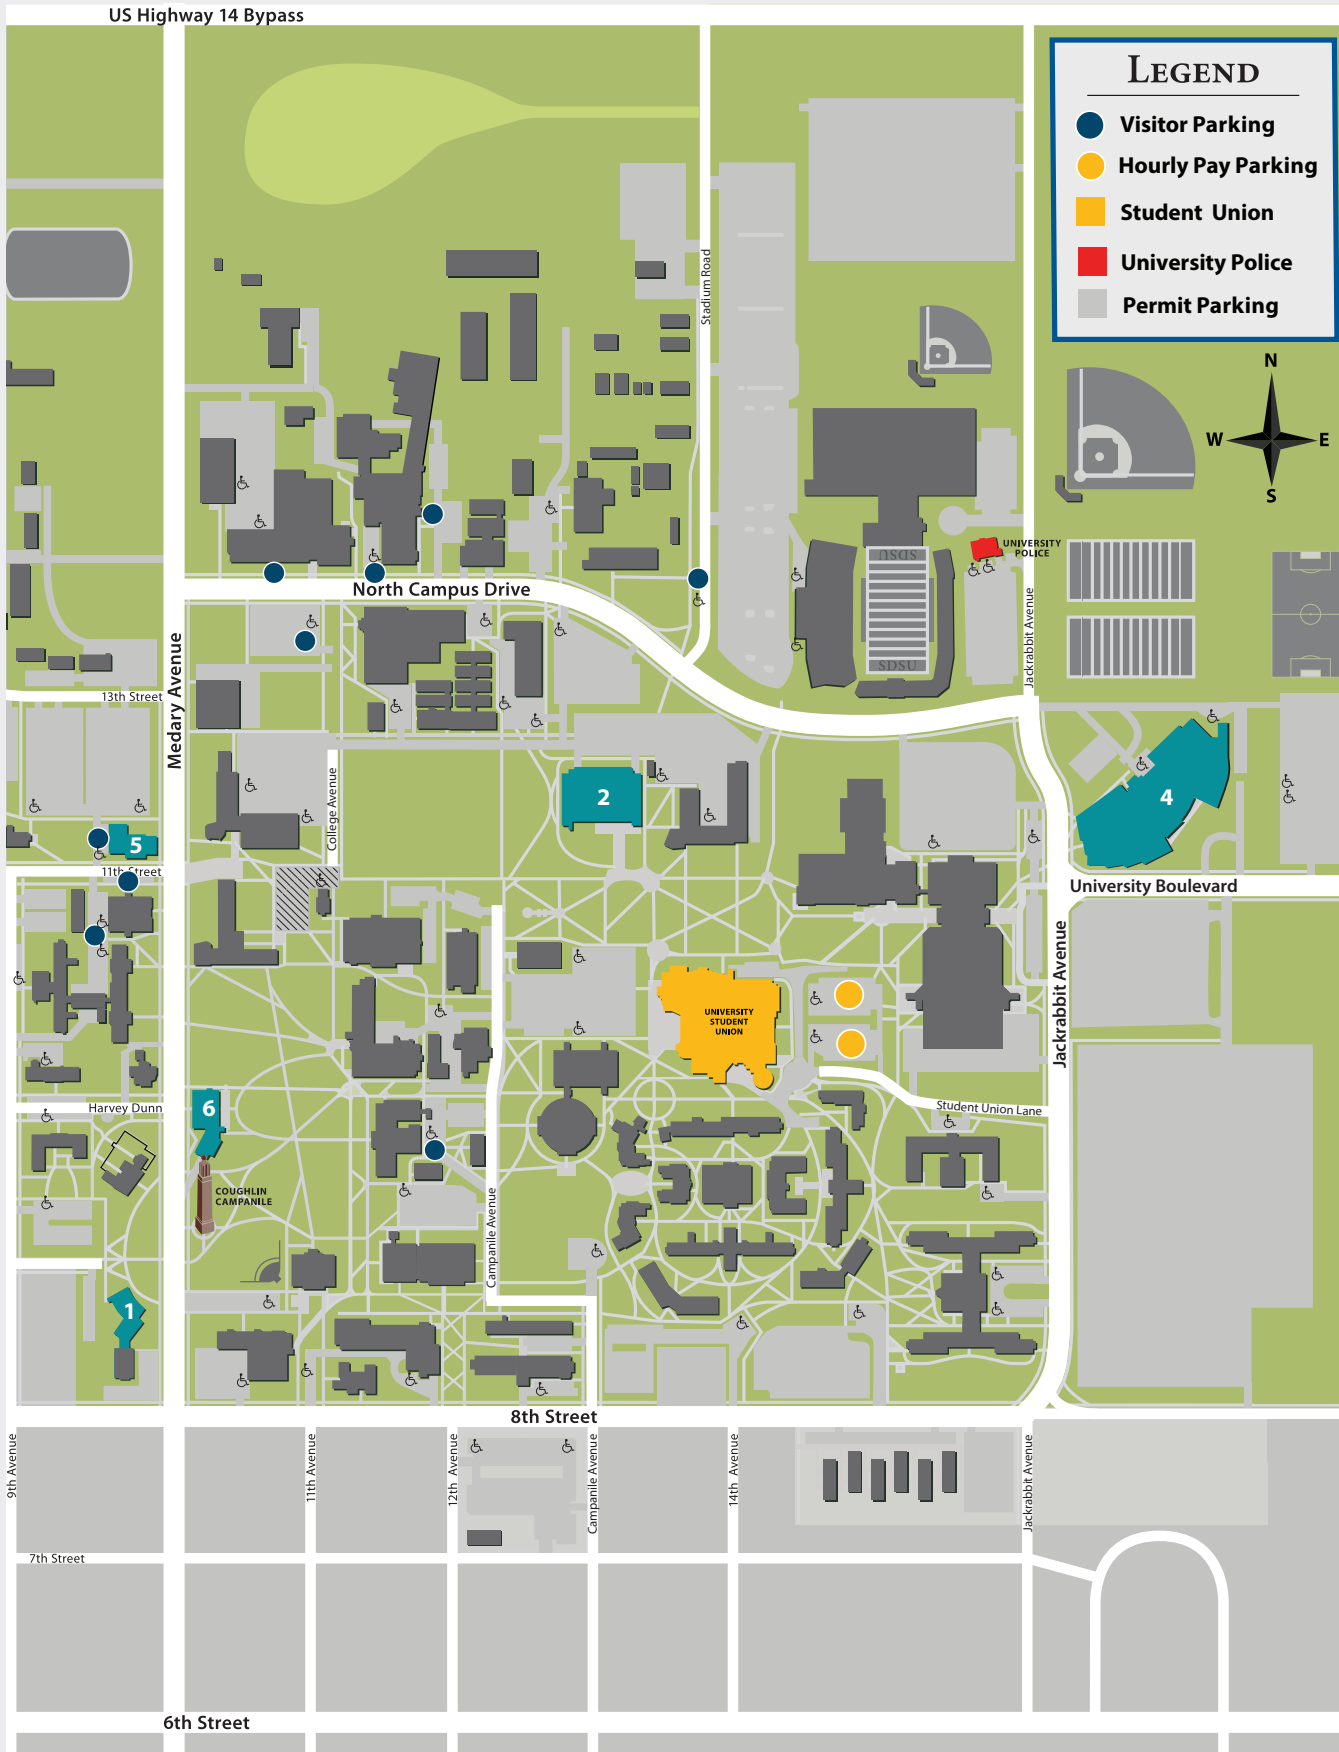 US Highway 14 Bypass
LEGEND
Visitor Parking
Hourly Pay Parking
Student Union
University Police
Permit Parking
N
W
E
S
Stadium Road
SDSU
SDSU
UNIVERSITY
POLICE
North Campus Drive
Jackrabbit Avenue
Medary Avenue
13th Street
College Avenue
2
4
5
11th Street
University Boulevard
UNIVERSITY
STUDENT
UNION
Jackrabbit Avenue
Harvey Dunn
6
Student Union Lane
COUGHLIN
CAMPANILE
Campanile Avenue
1
8th Street
9th Avenue
11th Avenue
12th Avenue
Campanile Avenue
14th Avenue
Jackrabbit Avenue
7th Street
6th Street